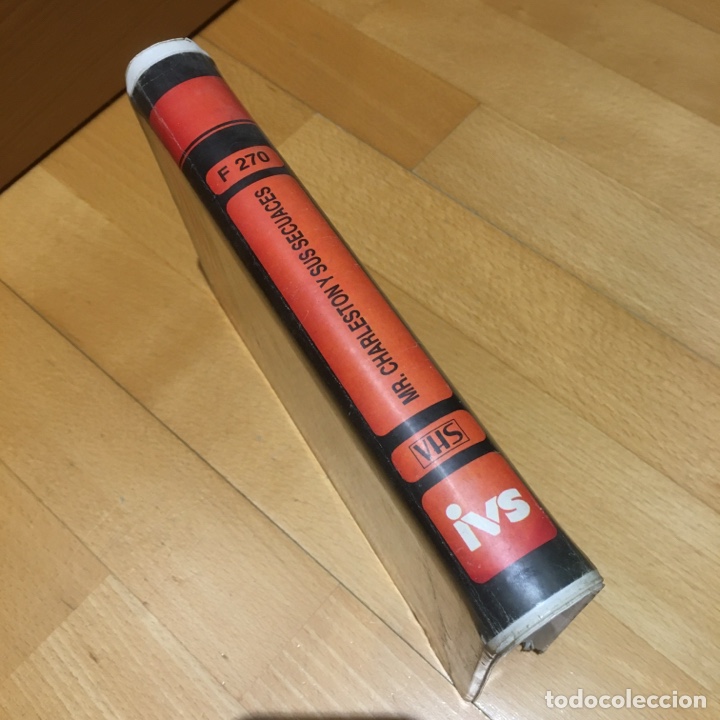 F 270
MR. CHARLESTON Y SUS SECUACES
VHS
ivs
todocoleccion